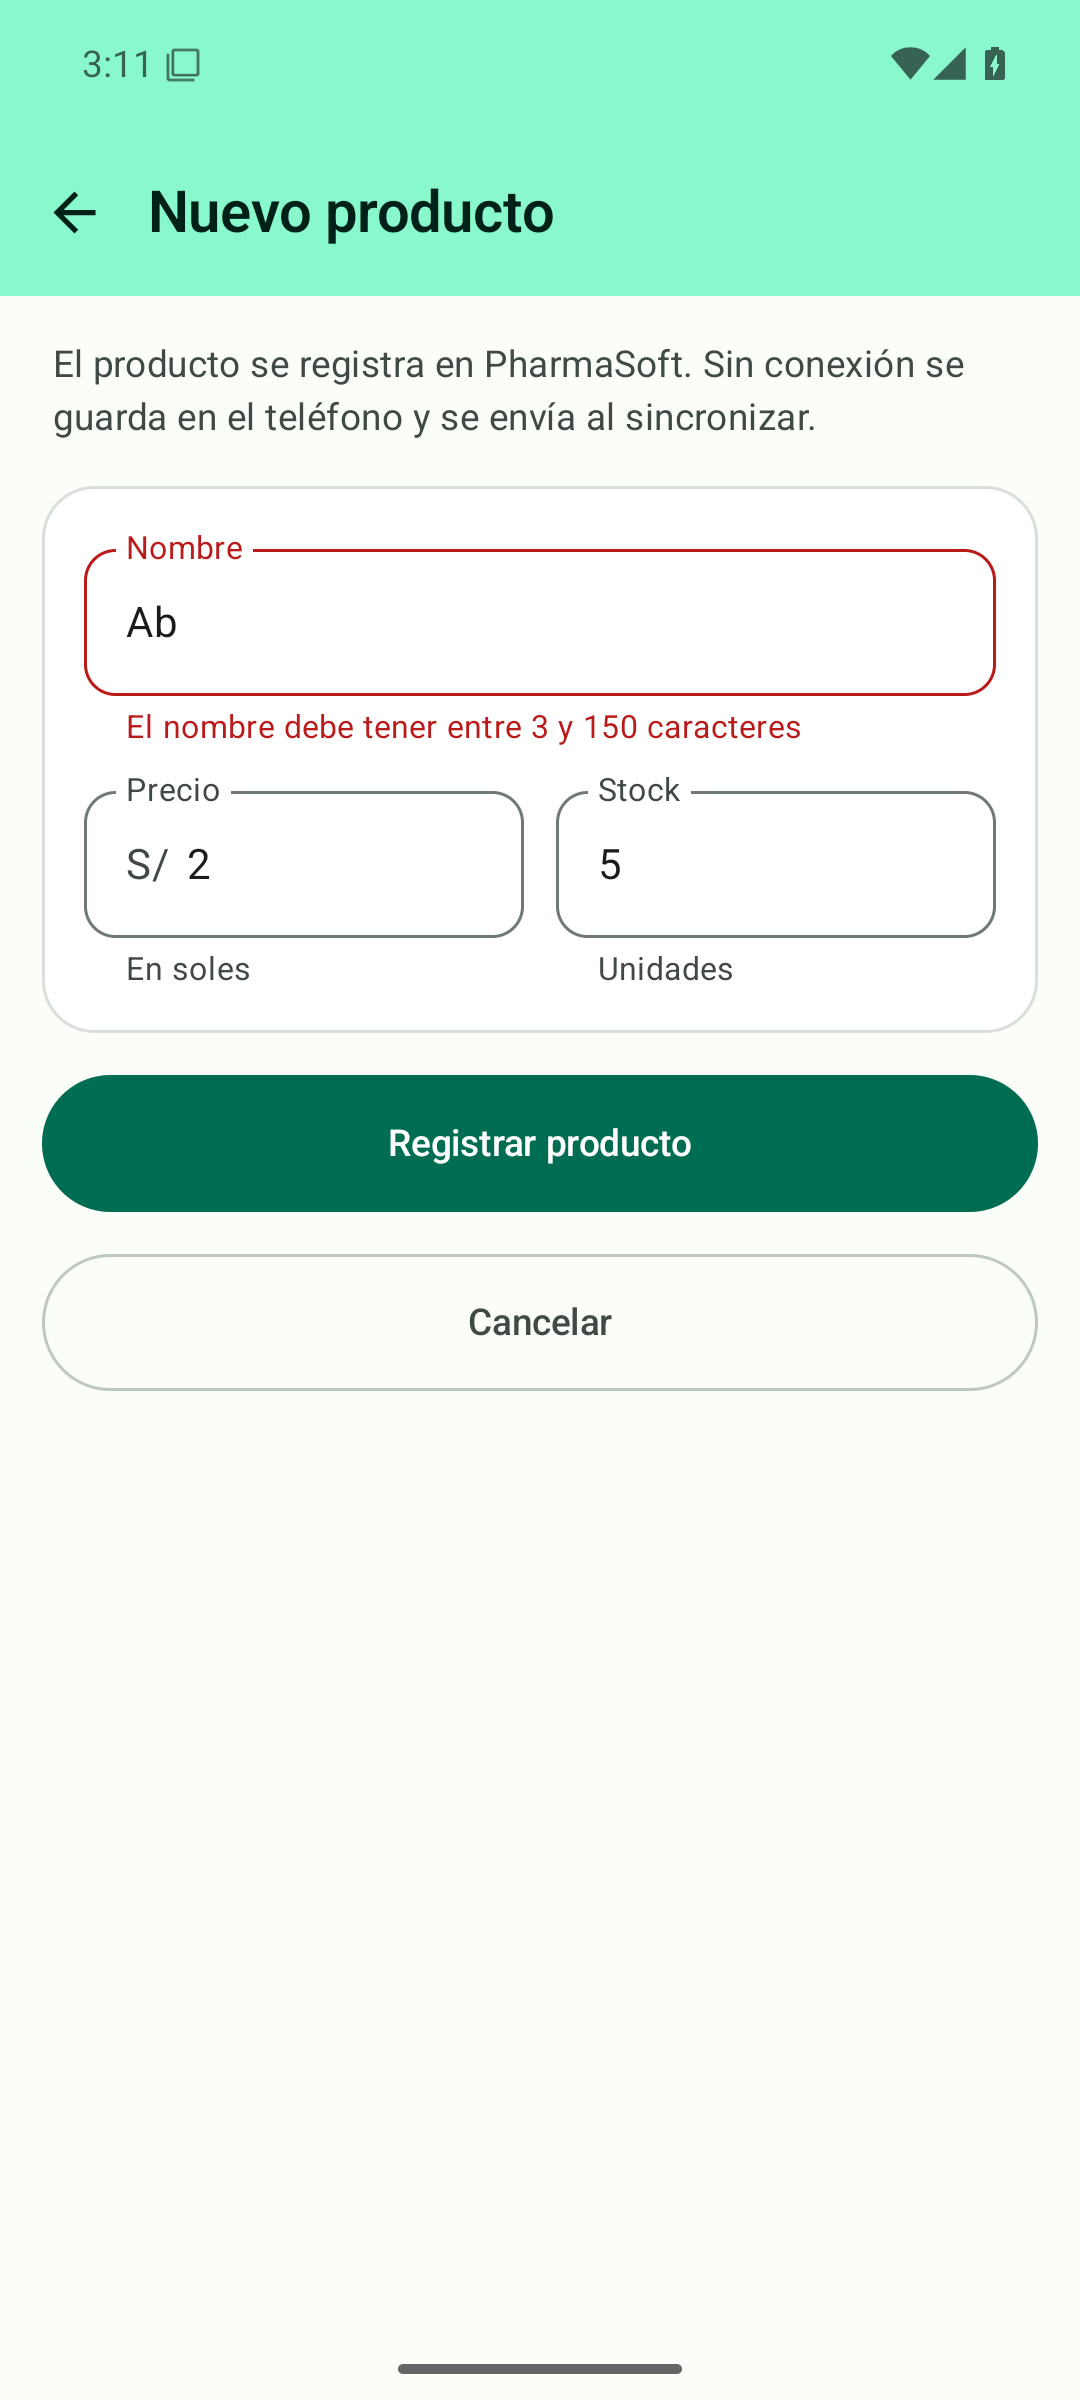 3:11
Nuevo producto
El producto se registra en PharmaSoft. Sin conexión se
guarda en el teléfono y se envía al sincronizar.
Nombre
Ab
El nombre debe tener entre 3 y 150 caracteres
Precio
S/ 2
En soles
Stock
5
Unidades
Registrar producto
Cancelar